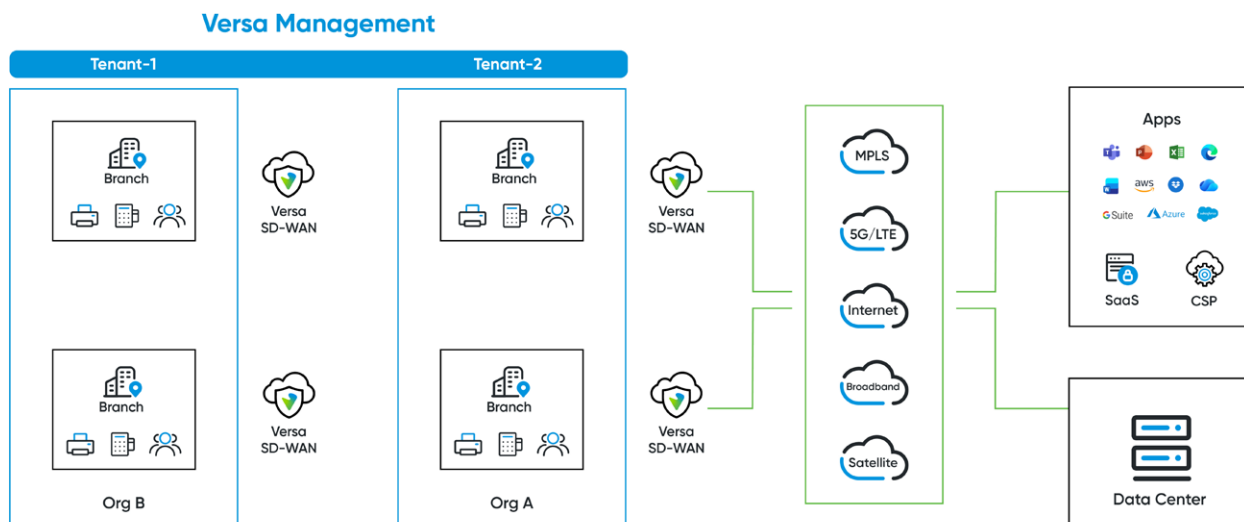 Versa Management
Tenant-1
Tenant-2
Branch
Versa
SD-WAN
Branch
Versa
SD-WAN
Branch
Versa
SD-WAN
Branch
Versa
SD-WAN
Org B
Org A
MPLS
5G/LTE
Internet
Broadband
Satellite
Apps
aws
G Suite
Azure
SaaS
CSP
Data Center